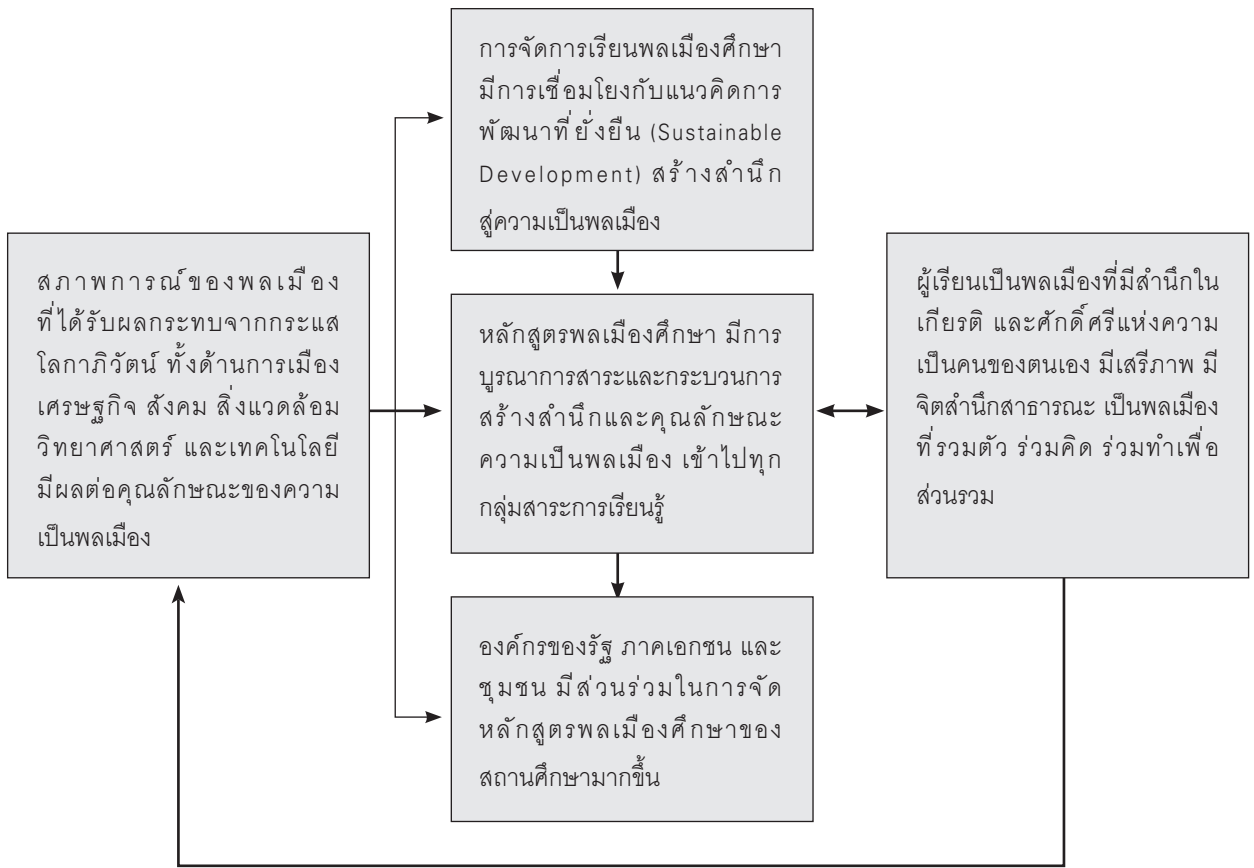 การจัดการเรียนพลเมืองศึกษา
มีการเชื่อมโยงกับแนวคิดการ
พัฒนาที่ยั่งยืน (Sustainable
Development) สร้างสำนึก
สู่ความเป็นพลเมือง
สภาพการณ์ของพลเมือง
ที่ได้รับผลกระทบจากกระแส
โลกาภิวัตน์ ทั้งด้านการเมือง
เศรษฐกิจ สังคม สิ่งแวดล้อม
วิทยาศาสตร์ และเทคโนโลยี
มีผลต่อคุณลักษณะของความ
เป็นพลเมือง
หลักสูตรพลเมืองศึกษา มีการ
บูรณาการสาระและกระบวนการ
สร้างสำนึกและคุณลักษณะ
ความเป็นพลเมือง เข้าไปทุก
กลุ่มสาระการเรียนรู้
ผู้เรียนเป็นพลเมืองที่มีสำนึกใน
เกียรติ และศักดิ์ศรีแห่งความ
เป็นคนของตนเอง มีเสรีภาพ มี
จิตสำนึกสาธารณะ เป็นพลเมือง
ที่รวมตัว ร่วมคิด ร่วมทำเพื่อ
ส่วนรวม
องค์กรของรัฐ ภาคเอกชน และ
ชุมชน มีส่วนร่วมในการจัด
หลักสูตรพลเมืองศึกษาของ
สถานศึกษามากขึ้น